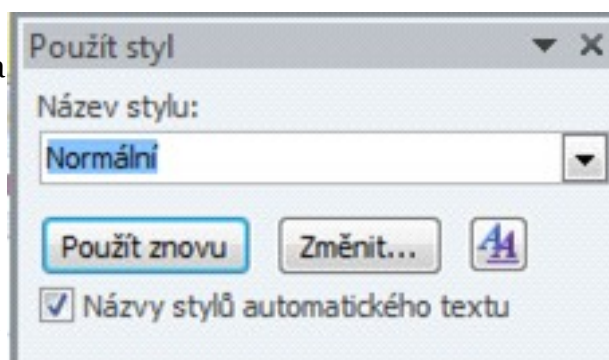 Použít styl
a
Název stylu:
Normální
Použít znovu
Změnit...
Názvy stylů automatického textu